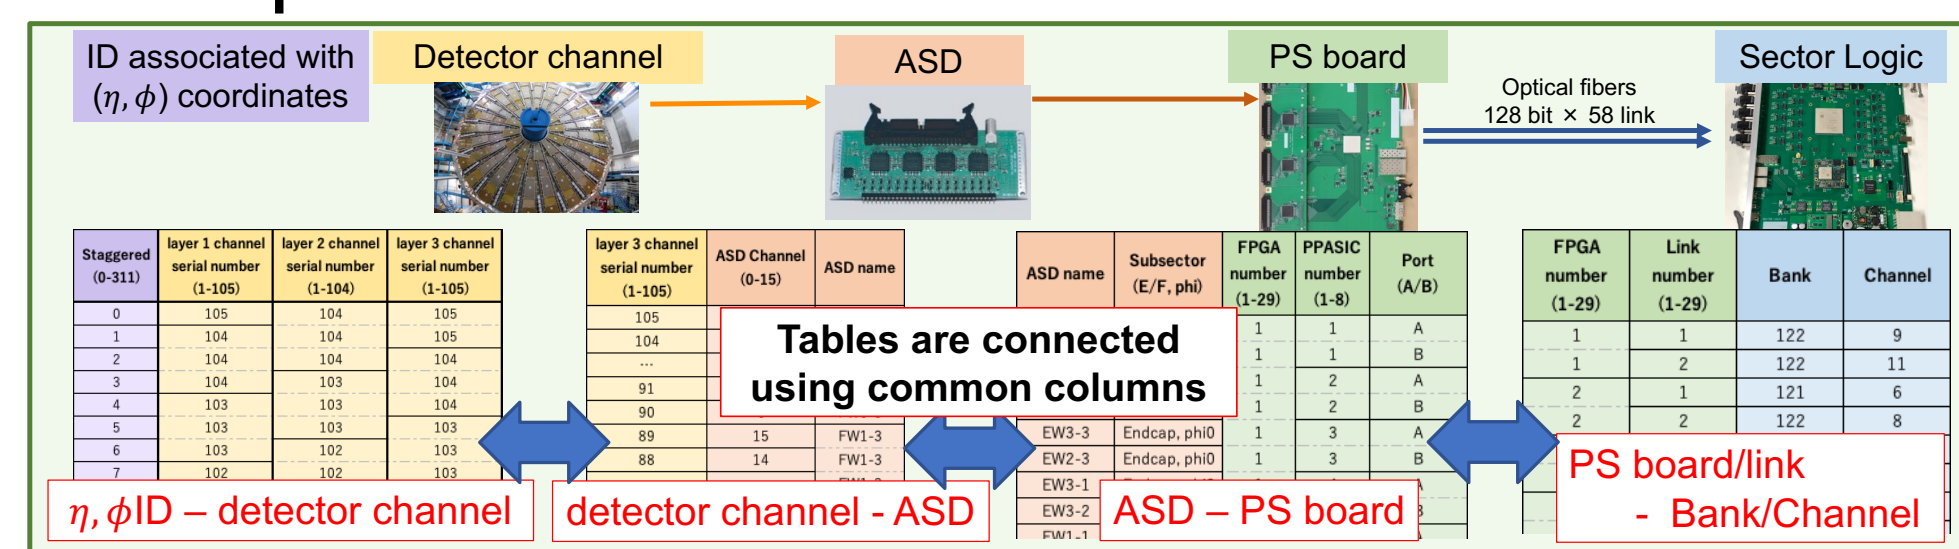 ID associated with
(η, ϕ) coordinates
Detector channel
ASD
PS board
Optical fibers
128 bit × 58 link
Sector Logic
Staggered
(0-311)
layer 1 channel
serial number
(1-105)
layer 2 channel
serial number
(1-104)
layer 3 channel
serial number
(1-105)
0 105 104 105
1 104 104 105
2 104 104 104
3 104 103 104
4 103 103 104
5 103 103 103
6 103 102 103
7 102 102 103
η, ϕID – detector channel
layer 3 channel
serial number
(1-105)
ASD Channel
(0-15)
ASD name
105
104
...
91
90
89 15 FW1-3
88 14 FW1-3
detector channel - ASD
Tables are connected
using common columns
ASD name
Subsector
(E/F, phi)
FPGA
number
(1-29)
PPASIC
number
(1-8)
Port
(A/B)
1 1 A
1 1 B
1 2 A
1 2 B
EW3-3 Endcap, phi0 1 3 A
EW2-3 Endcap, phi0 1 3 B
EW3-1
EW3-2
EW1-1
ASD – PS board
FPGA
number
(1-29)
Link
number
(1-29)
Bank
Channel
1 1 122 9
1 2 122 11
2 1 121 6
2 2 122 8
PS board/link
- Bank/Channel